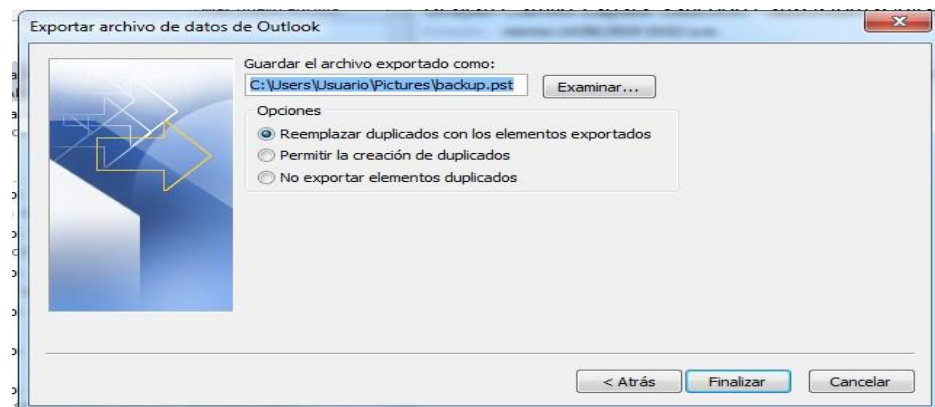 Exportar archivo de datos de Outlook
Guardar el archivo exportado como:
C:\Users\Usuario\Pictures\backup.pst
Examinar...
Opciones
Reemplazar duplicados con los elementos exportados
Permitir la creación de duplicados
No exportar elementos duplicados
< Atrás
Finalizar
Cancelar